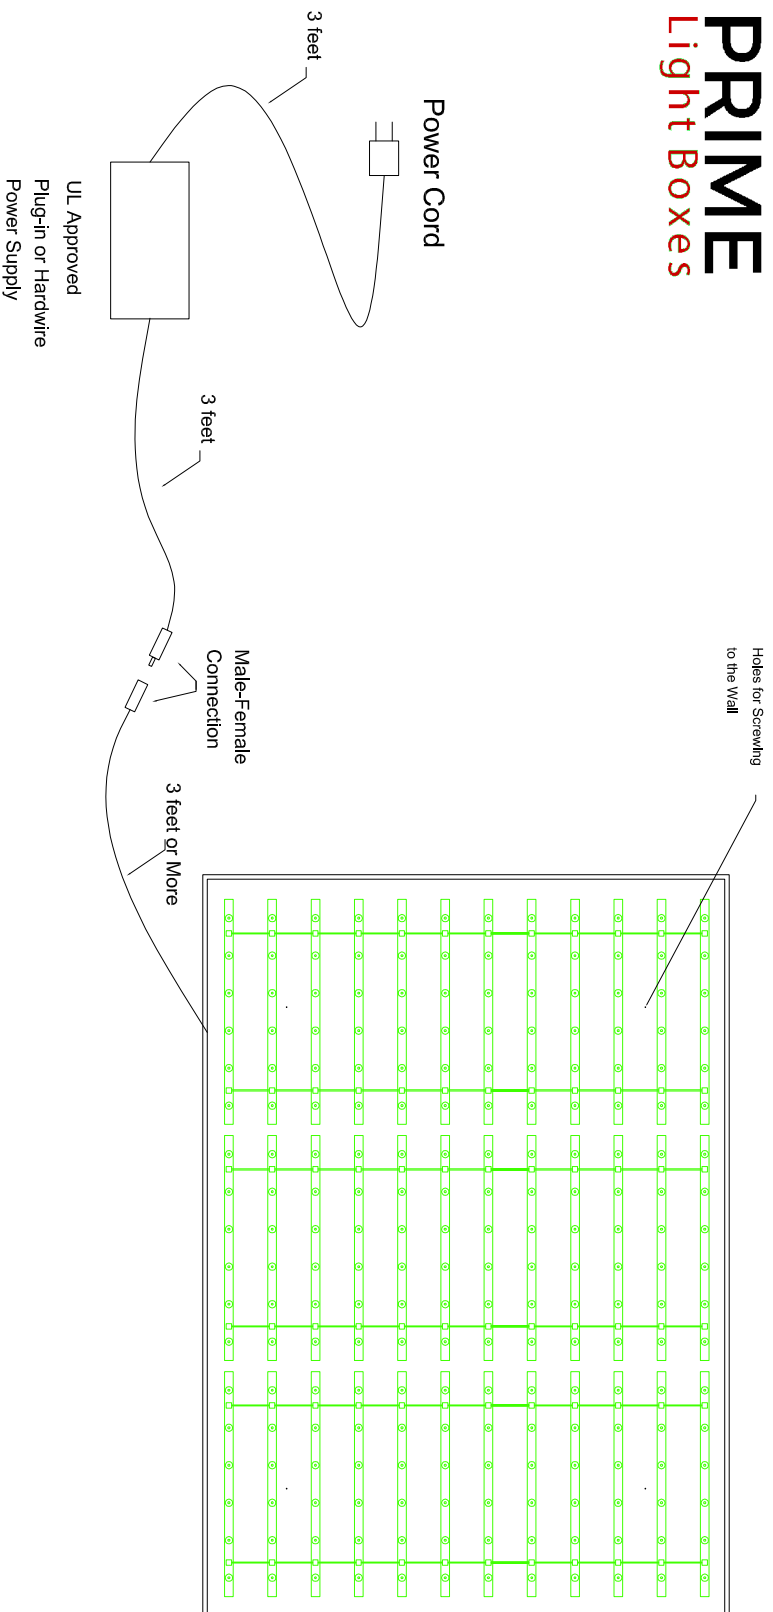 PRIME
Light Boxes
Power Cord
3 feet
UL Approved
Plug-in or Hardwire
Power Supply
3 feet
Male-Female
Connection
3 feet or More
Holes for Screwing
to the Wall